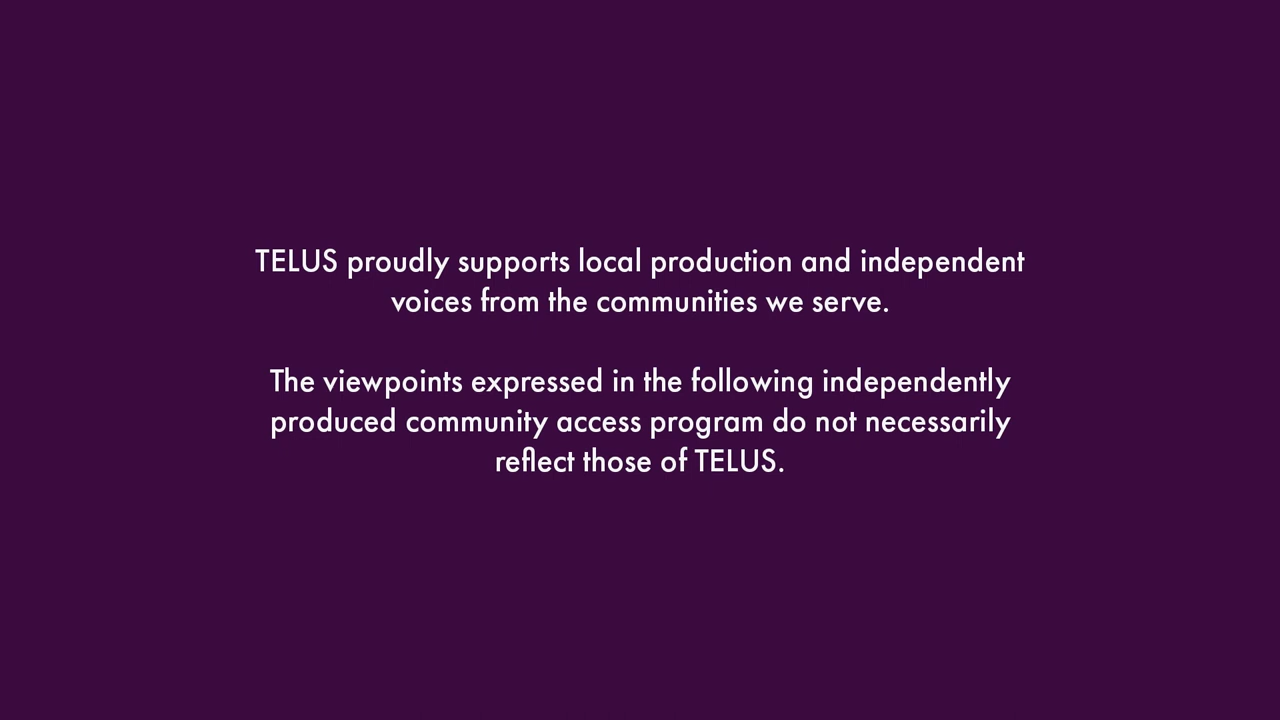 TELUS proudly supports local production and independent
voices from the communities we serve.
The viewpoints expressed in the following independently
produced community access program do not necessarily
reflect those of TELUS.